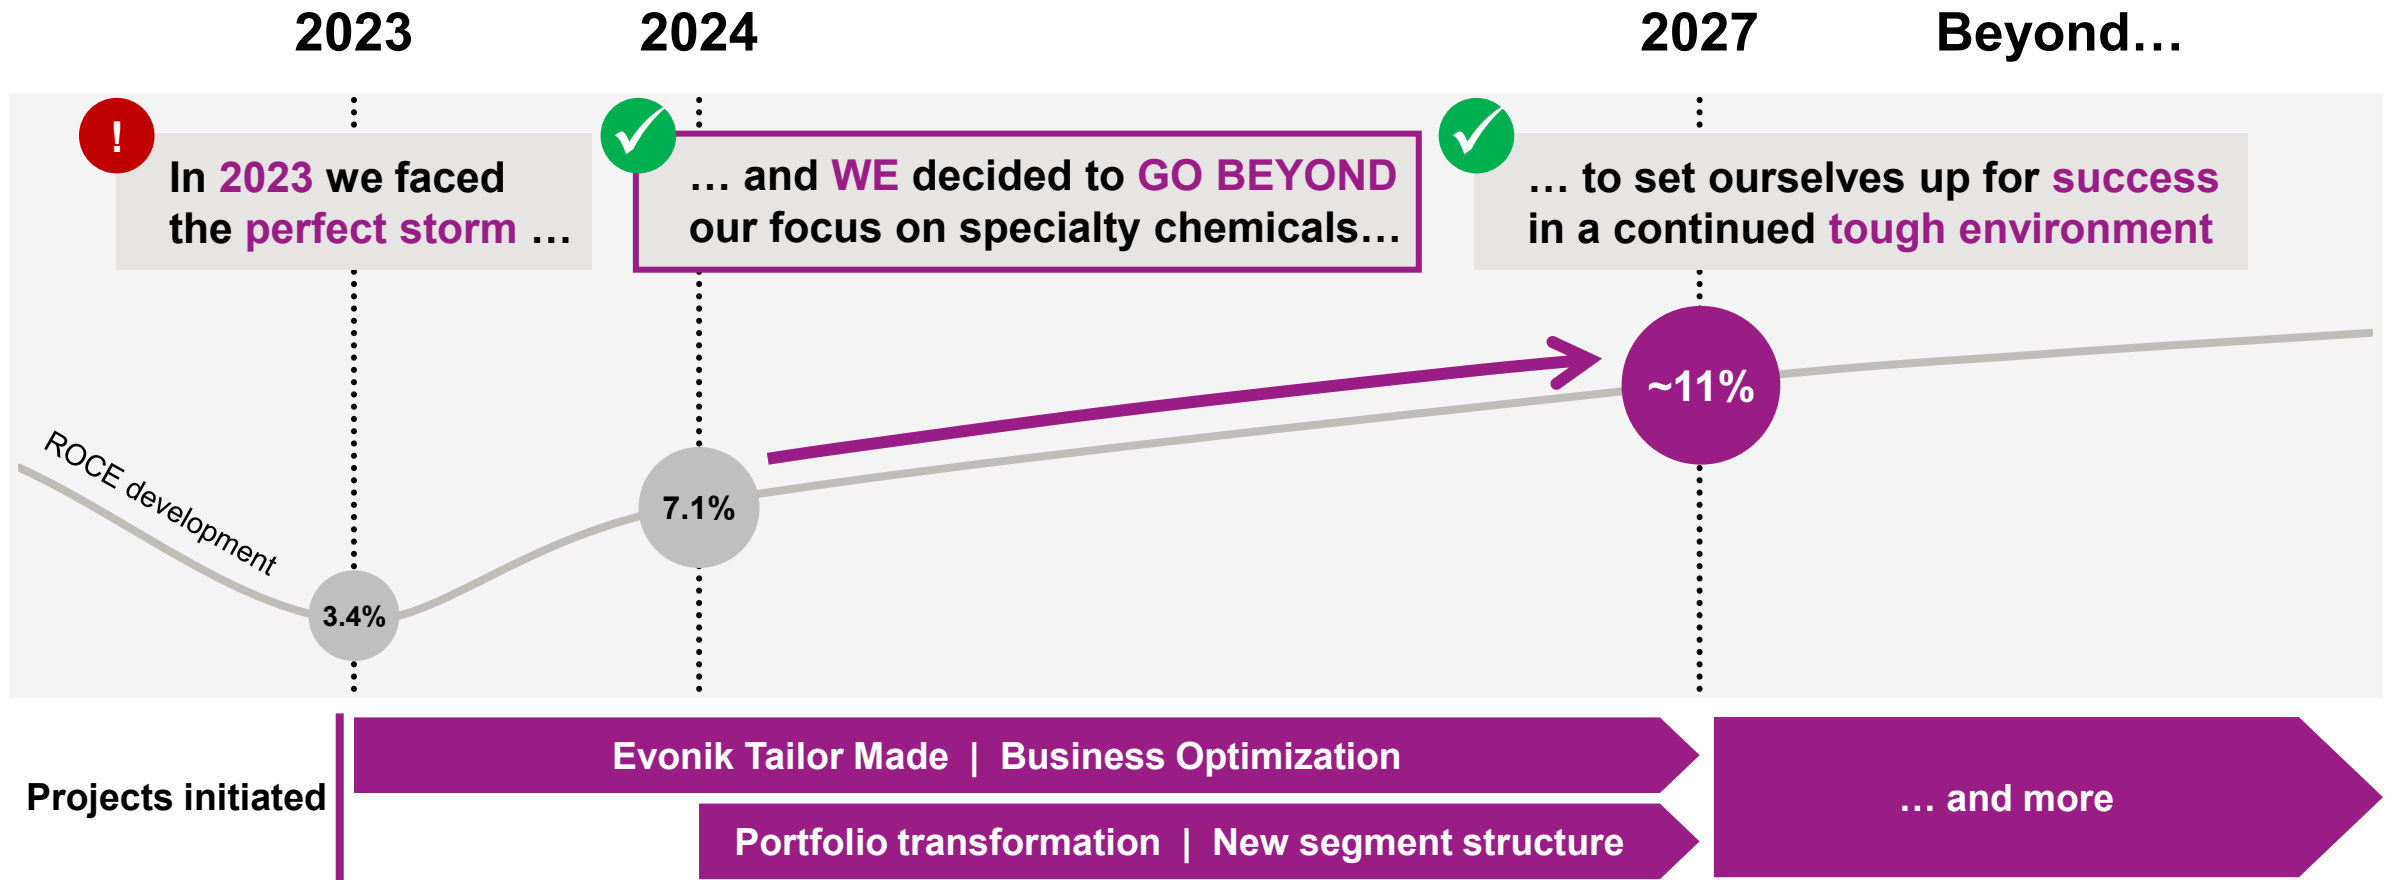 2023
2024
2027
Beyond…
!
In 2023 we faced
the perfect storm …
… and WE decided to GO BEYOND
our focus on specialty chemicals…
… to set ourselves up for success
in a continued tough environment
ROCE development
3.4%
7.1%
~11%
Projects initiated
Evonik Tailor Made | Business Optimization
Portfolio transformation | New segment structure
… and more